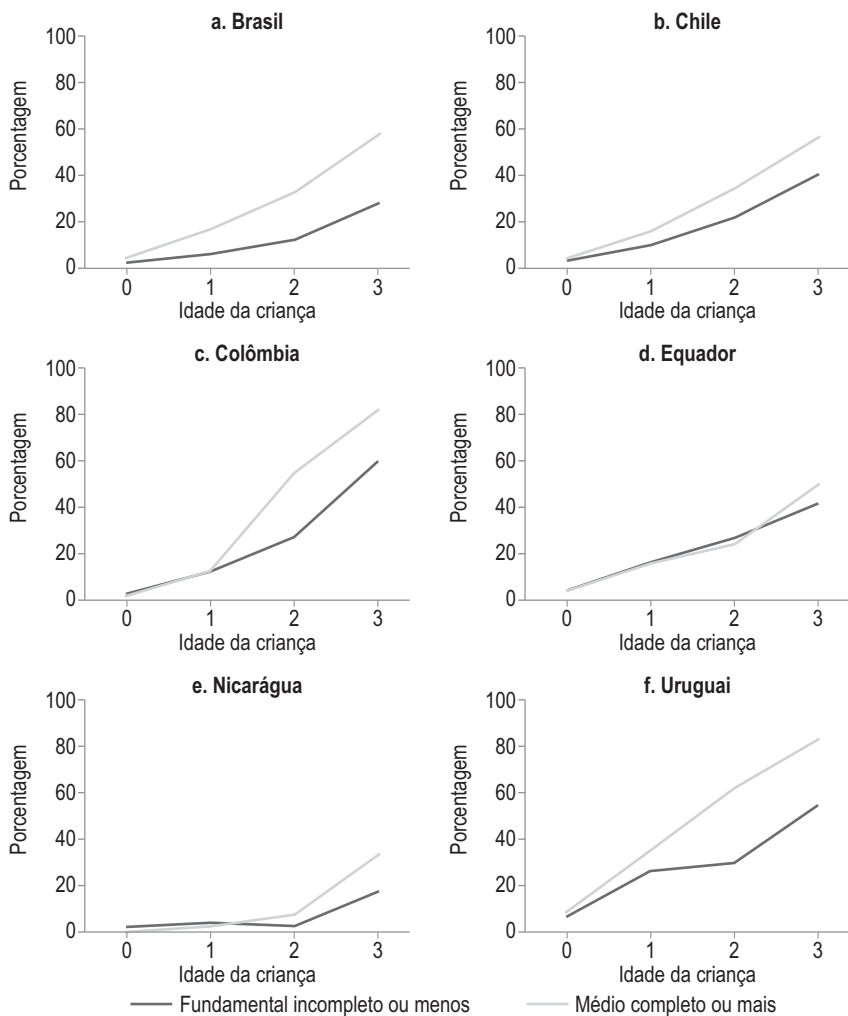 a. Brasil
Porcentagem
100
80
60
40
20
0
0 1 2 3
Idade da criança
b. Chile
Porcentagem
100
80
60
40
20
0
0 1 2 3
Idade da criança
c. Colômbia
Porcentagem
100
80
60
40
20
0
0 1 2 3
Idade da criança
d. Equador
Porcentagem
100
80
60
40
20
0
0 1 2 3
Idade da criança
e. Nicarágua
Porcentagem
100
80
60
40
20
0
0 1 2 3
Idade da criança
f. Uruguai
Porcentagem
100
80
60
40
20
0
0 1 2 3
Idade da criança
Fundamental incompleto ou menos Médio completo ou mais